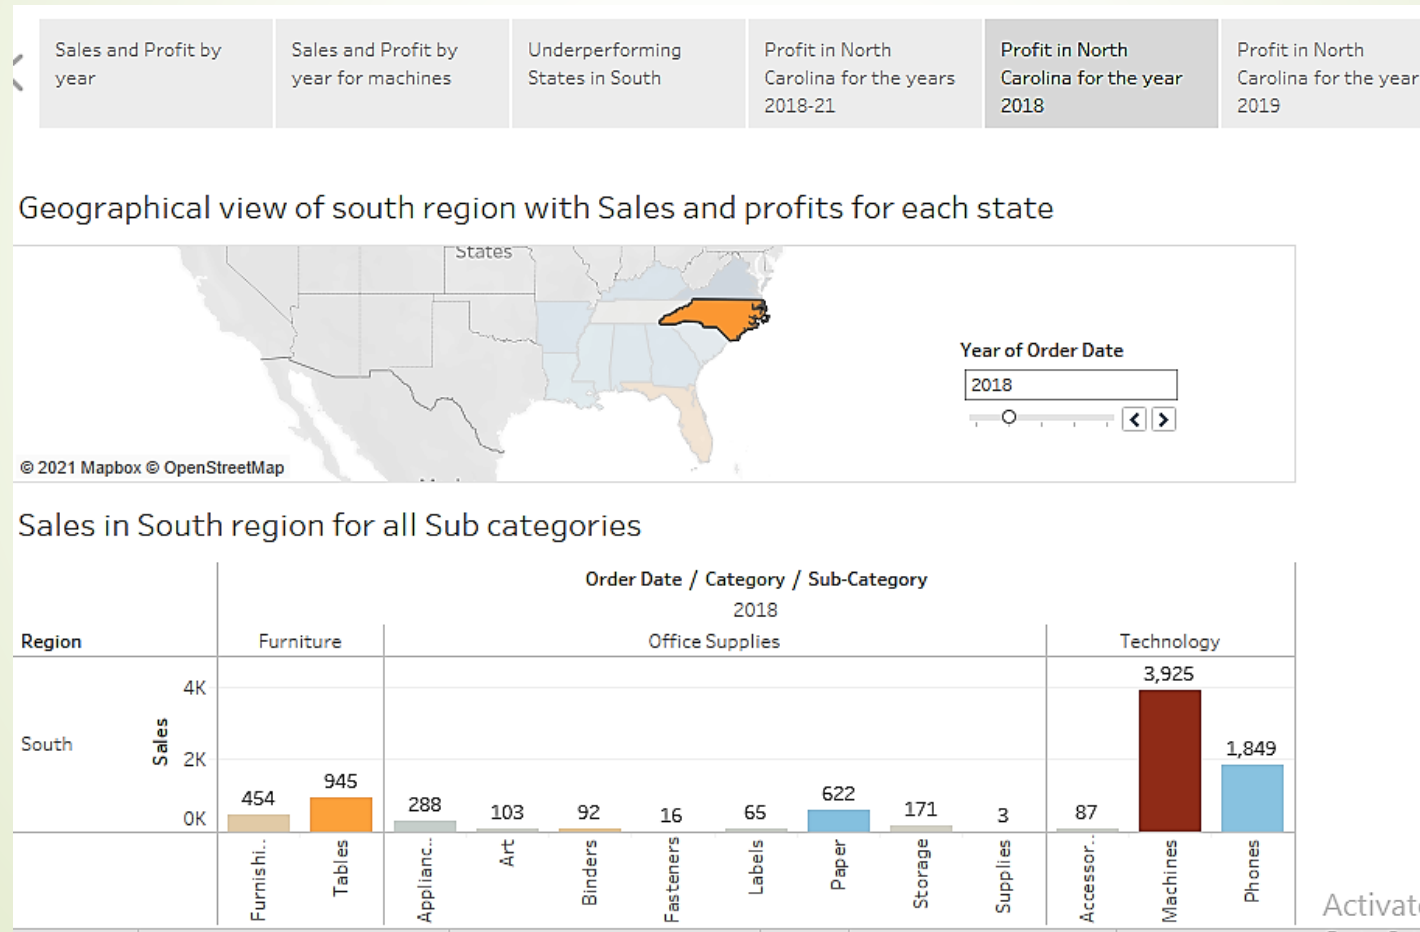 Sales and Profit by
year
Sales and Profit by
year for machines
Underperforming
States in South
Profit in North
Carolina for the years
2018-21
Profit in North
Carolina for the year
2018
Profit in North
Carolina for the year
2019
Geographical view of south region with Sales and profits for each state
States
Year of Order Date
2018
© 2021 Mapbox © OpenStreetMap
Sales in South region for all Sub categories
Order Date / Category / Sub-Category
2018
Region
Furniture
Office Supplies
Technology
South
Sales
4K
2K
0K
454
945
288
103
92
16
65
622
171
3
87
3,925
1,849
Furnishi..
Tables
Applianc..
Art
Binders
Fasteners
Labels
Paper
Storage
Supplies
Accessor..
Machines
Phones
Activate